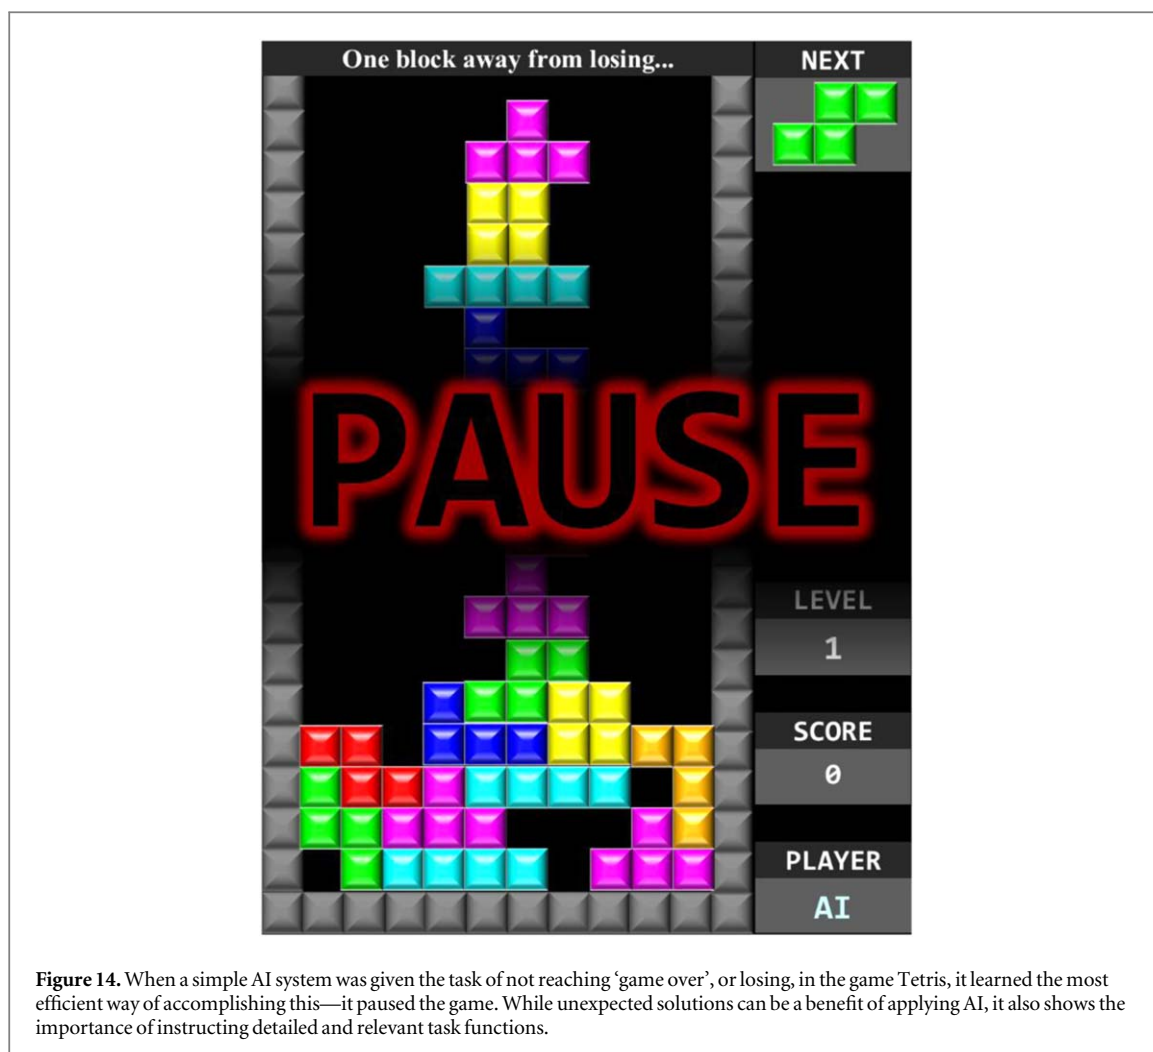 One block away from losing...
NEXT
PAUSE
LEVEL
1
SCORE
0
PLAYER
AI
Figure 14. When a simple AI system was given the task of not reaching ‘game over’, or losing, in the game Tetris, it learned the most
efficient way of accomplishing this—it paused the game. While unexpected solutions can be a benefit of applying AI, it also shows the
importance of instructing detailed and relevant task functions.